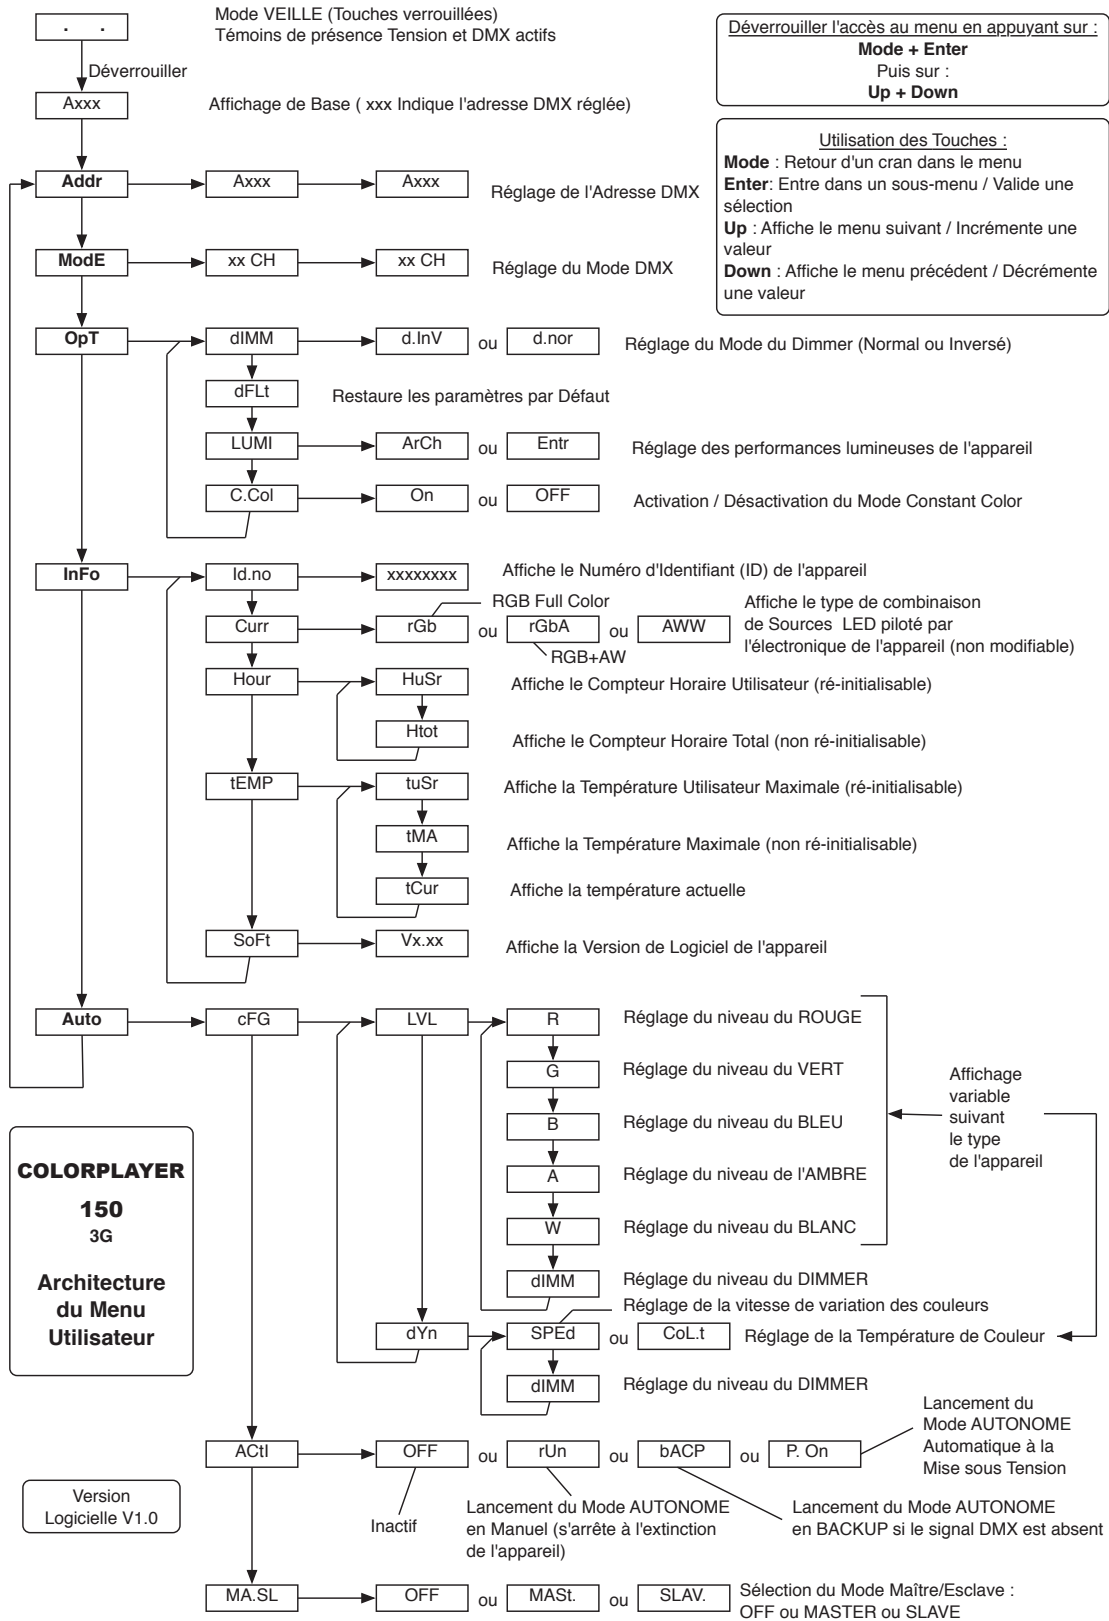 . .
Mode VEILLE (Touches verrouillées)
Témoins de présence Tension et DMX actifs
Déverrouiller
Axxx
Affichage de Base ( xxx Indique l'adresse DMX réglée)
Déverrouiller l'accès au menu en appuyant sur :
Mode + Enter
Puis sur :
Up + Down
Utilisation des Touches :
Mode : Retour d'un cran dans le menu
Enter: Entre dans un sous-menu / Valide une
sélection
Up : Affiche le menu suivant / Incrémente une
valeur
Down : Affiche le menu précédent / Décrémente
une valeur
Addr Axxx Axxx Réglage de l'Adresse DMX
ModE xx CH xx CH Réglage du Mode DMX
OpT dIMM d.InV ou d.nor Réglage du Mode du Dimmer (Normal ou Inversé)
dFLt Restaure les paramètres par Défaut
LUMI ArCh ou Entr Réglage des performances lumineuses de l'appareil
C.Col On ou OFF Activation / Désactivation du Mode Constant Color
InFo Id.no xxxxxxxx Affiche le Numéro d'Identifiant (ID) de l'appareil
RGB Full Color
Curr rGb ou rGbA ou AWW
RGB+AW
Affiche le type de combinaison
de Sources LED piloté par
l'électronique de l'appareil (non modifiable)
Hour HuSr Affiche le Compteur Horaire Utilisateur (ré-initialisable)
Htot Affiche le Compteur Horaire Total (non ré-initialisable)
tEMP tuSr Affiche la Température Utilisateur Maximale (ré-initialisable)
tMA Affiche la Température Maximale (non ré-initialisable)
tCur Affiche la température actuelle
SoFt Vx.xx Affiche la Version de Logiciel de l'appareil
Auto cFG LVL R Réglage du niveau du ROUGE
G Réglage du niveau du VERT
B Réglage du niveau du BLEU
A Réglage du niveau de l'AMBRE
W Réglage du niveau du BLANC
Affichage
variable
suivant
le type
de l'appareil
dIMM Réglage du niveau du DIMMER
Réglage de la vitesse de variation des couleurs
dYn SPEd ou CoL.t Réglage de la Température de Couleur
dIMM Réglage du niveau du DIMMER
COLORPLAYER
150
3G
Architecture
du Menu
Utilisateur
ACtI OFF ou rUn ou bACP ou P. On
Lancement du
Mode AUTONOME
Automatique à la
Mise sous Tension
Inactif
Lancement du Mode AUTONOME
en Manuel (s'arrête à l'extinction
de l'appareil)
Lancement du Mode AUTONOME
en BACKUP si le signal DMX est absent
Version
Logicielle V1.0
MA.SL OFF ou MASt. ou SLAV.
Sélection du Mode Maître/Esclave :
OFF ou MASTER ou SLAVE